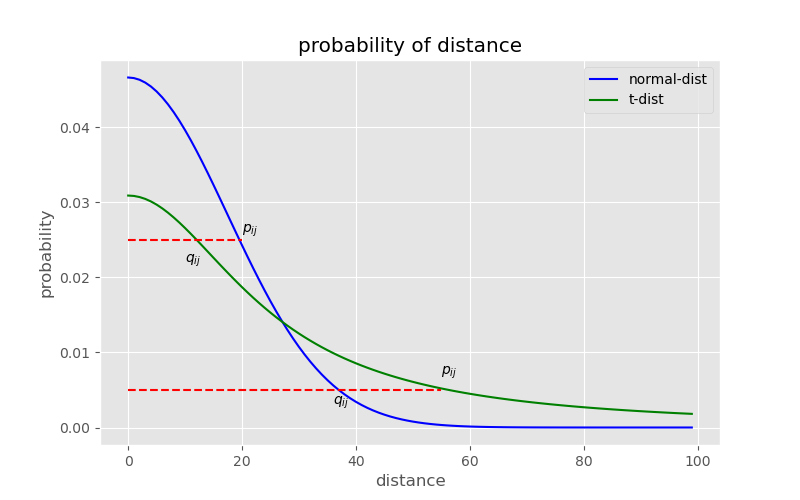 probability of distance
normal-dist
t-dist
0.04
0.03
0.02
0.01
0.00
probability
p_ij
q_ij
p_ij
q_ij
0 20 40 60 80 100
distance